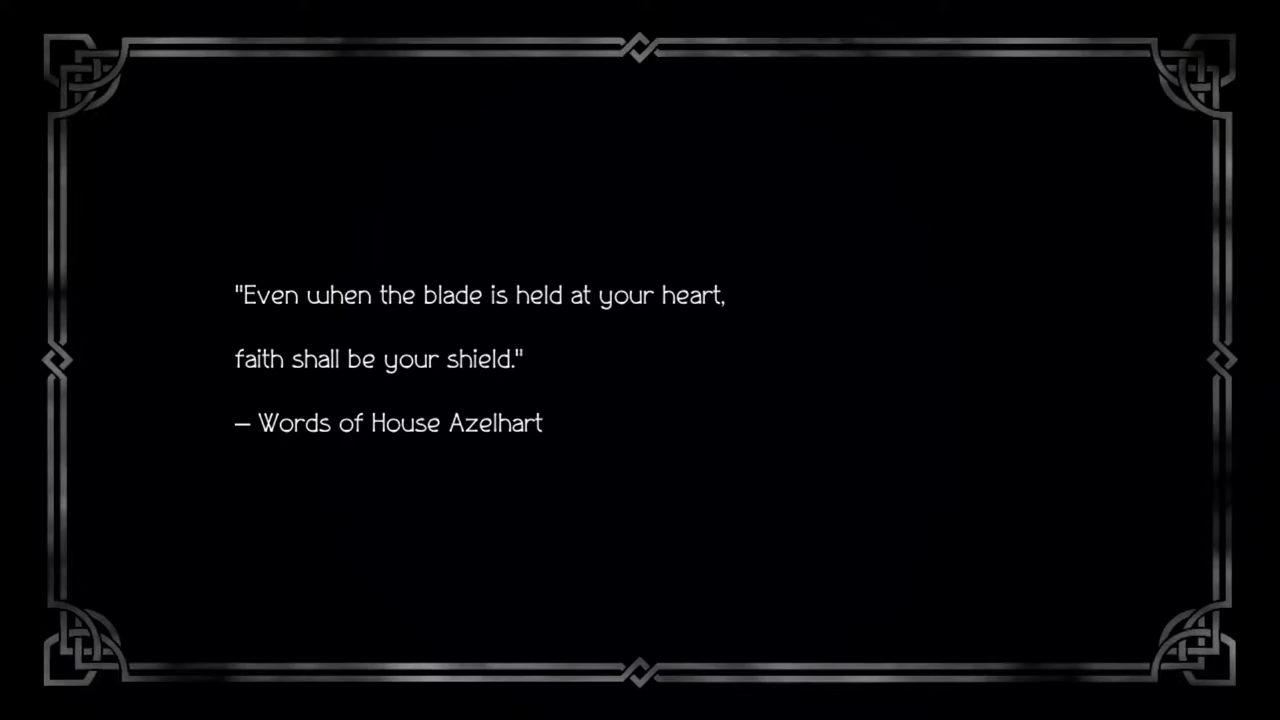 "Even when the blade is held at your heart,
faith shall be your shield."
– Words of House Azelhart